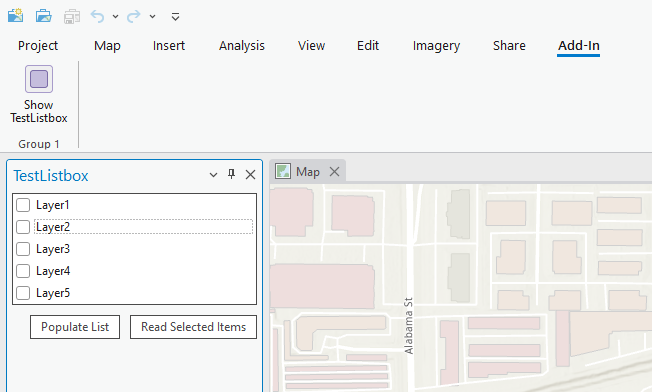 Project Map Insert Analysis View Edit Imagery Share Add-In
Show
TestListbox
Group 1
TestListbox
Layer1
Layer2
Layer3
Layer4
Layer5
Populate List Read Selected Items
Map
Alabama St